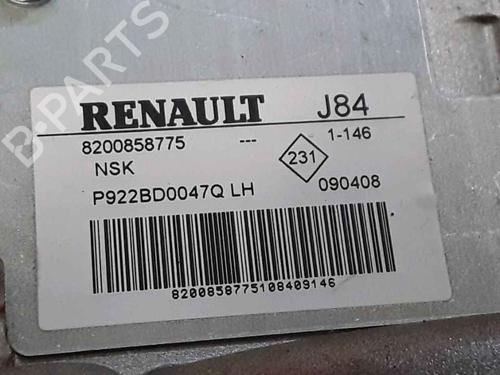 RENAULT J84
8200858775 --- 1-146
NSK 231
P922BD0047Q LH 090408
8200858775108409146
B-PARTS